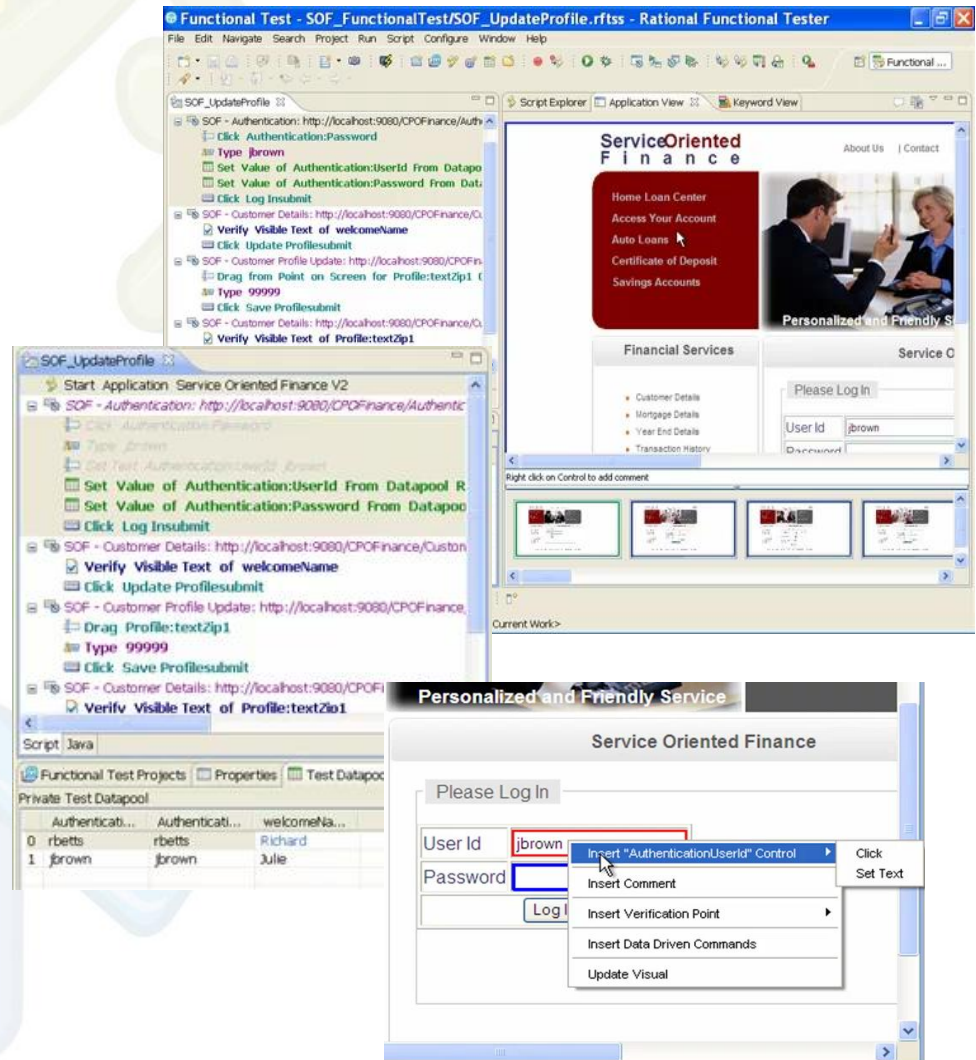 Functional Test - SOF_FunctionalTest/SOF_UpdateProfile.rftss - Rational Functional Tester
File Edit Navigate Search Project Run Script Configure Window Help
Functional ...
SOF_UpdateProfile
SOF - Authentication: http://localhost:9080/CPOFinance/Auth
Click Authentication:Password
Type jbrown
Set Value of Authentication:UserId From Datapo
Set Value of Authentication:Password From Data
Click Log Insubmit
SOF - Customer Details: http://localhost:9080/CPOFinance/Cu
Verify Visible Text of welcomeName
Click Update Profilesubmit
SOF - Customer Profile Update: http://localhost:9080/CPOFin
Drag from Point on Screen for Profile:textZip1
Type 99999
Click Save Profilesubmit
SOF - Customer Details: http://localhost:9080/CPOFinance/Cu
Verify Visible Text of Profile:textZip1
Script Explorer Application View Keyword View
ServiceOriented
Finance
About Us | Contact
Home Loan Center
Access Your Account
Auto Loans
Certificate of Deposit
Savings Accounts
Personalized and Friendly S
Financial Services
Service O
Customer Details
Mortgage Details
Year End Details
Transaction History
Please Log In
User Id jbrown
Password
Right click on Control to add comment
Current Work>
SOF_UpdateProfile
Start Application Service Oriented Finance V2
SOF - Authentication: http://localhost:9080/CPOFinance/Authentic
Click Authentication:Password
Type jbrown
Set Text Authentication:UserId jbrown
Set Value of Authentication:UserId From Datapool R
Set Value of Authentication:Password From Datapoo
Click Log Insubmit
SOF - Customer Details: http://localhost:9080/CPOFinance/Custon
Verify Visible Text of welcomeName
Click Update Profilesubmit
SOF - Customer Profile Update: http://localhost:9080/CPOFinance,
Drag Profile:textZip1
Type 99999
Click Save Profilesubmit
SOF - Customer Details: http://localhost:9080/CPOFi
Verify Visible Text of Profile:textZip1
Script Java
Functional Test Projects Properties Test Datapoo
Private Test Datapool
Authenticati... Authenticati... welcomeNa...
0 rbetts rbetts Richard
1 jbrown jbrown Julie
Personalized and Friendly Service
Service Oriented Finance
Please Log In
User Id jbrown
Password
Log I
Insert "AuthenticationUserId" Control
Insert Comment
Insert Verification Point
Insert Data Driven Commands
Update Visual
Click
Set Text